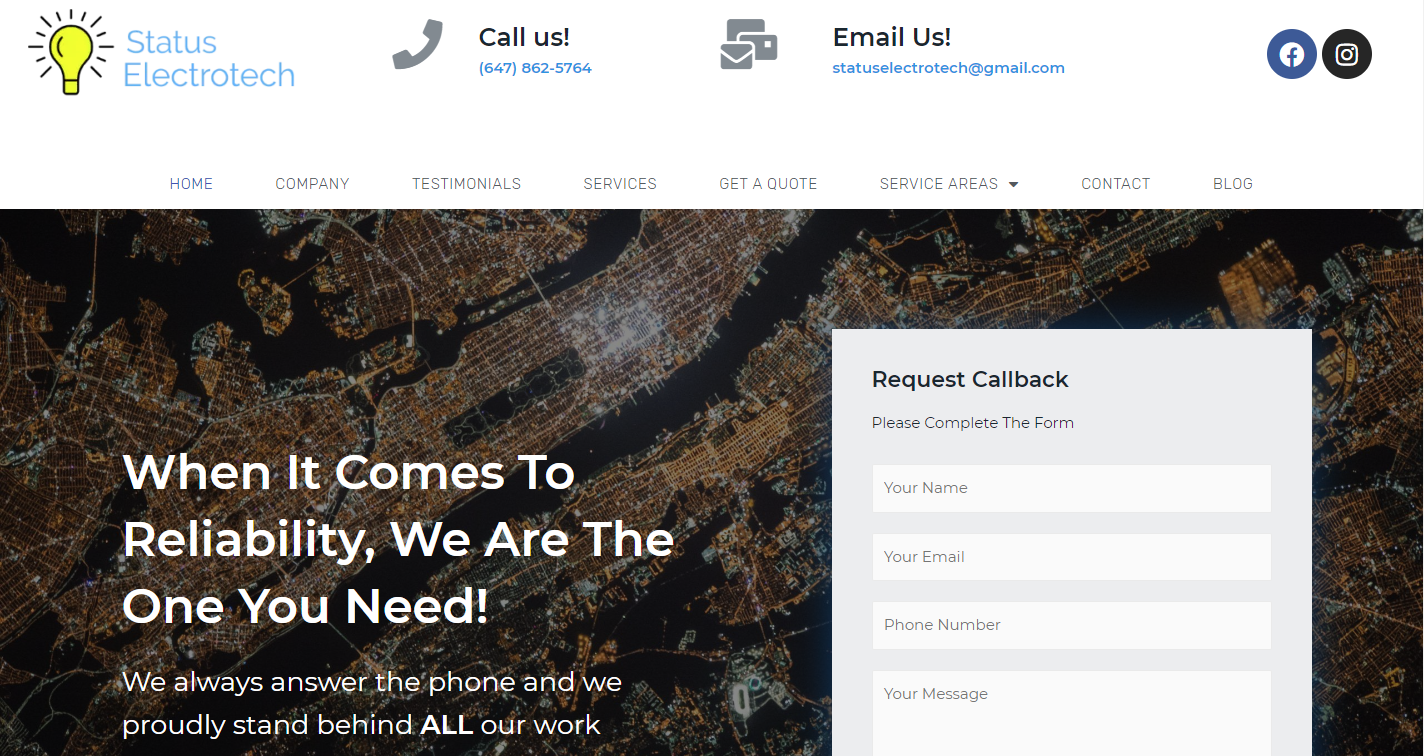 Status
Electrotech
Call us!
(647) 862-5764
Email Us!
statuselectrotech@gmail.com
HOME COMPANY TESTIMONIALS SERVICES GET A QUOTE SERVICE AREAS CONTACT BLOG
When It Comes To
Reliability, We Are The
One You Need!
We always answer the phone and we
proudly stand behind ALL our work
Request Callback
Please Complete The Form
Your Name
Your Email
Phone Number
Your Message